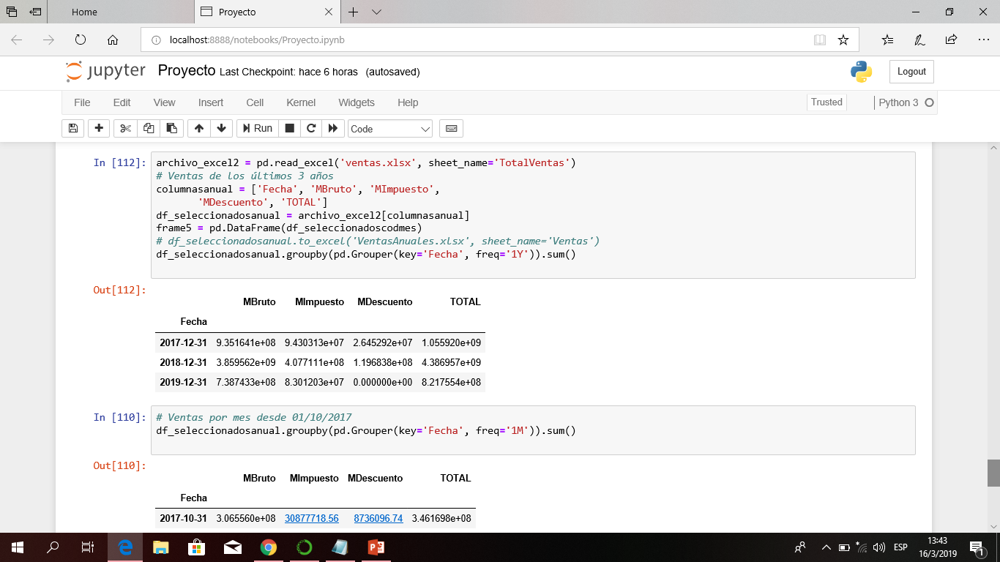 Home
Proyecto
localhost:8888/notebooks/Proyecto.ipynb
jupyter Proyecto Last Checkpoint: hace 6 horas (autosaved)
Logout
File Edit View Insert Cell Kernel Widgets Help
Trusted
Python 3
Run
Code
In [112]: archivo_excel2 = pd.read_excel('ventas.xlsx', sheet_name='TotalVentas')
# Ventas de los últimos 3 años
columnasanual = ['Fecha', 'MBruto', 'MImpuesto',
'MDescuento', 'TOTAL']
df_seleccionadosanual = archivo_excel2[columnasanual]
frame5 = pd.DataFrame(df_seleccionadoscodmes)
# df_seleccionadosanual.to_excel('VentasAnuales.xlsx', sheet_name='Ventas')
df_seleccionadosanual.groupby(pd.Grouper(key='Fecha', freq='1Y')).sum()
Out[112]:
MBruto MImpuesto MDescuento TOTAL
Fecha
2017-12-31 9.351641e+08 9.430313e+07 2.645292e+07 1.055920e+09
2018-12-31 3.859562e+09 4.077111e+08 1.196838e+08 4.386957e+09
2019-12-31 7.387433e+08 8.301203e+07 0.000000e+00 8.217554e+08
In [110]: # Ventas por mes desde 01/10/2017
df_seleccionadosanual.groupby(pd.Grouper(key='Fecha', freq='1M')).sum()
Out[110]:
MBruto MImpuesto MDescuento TOTAL
Fecha
2017-10-31 3.065560e+08 30877718.56 8736096.74 3.461698e+08
ESP
13:43
16/3/2019
1